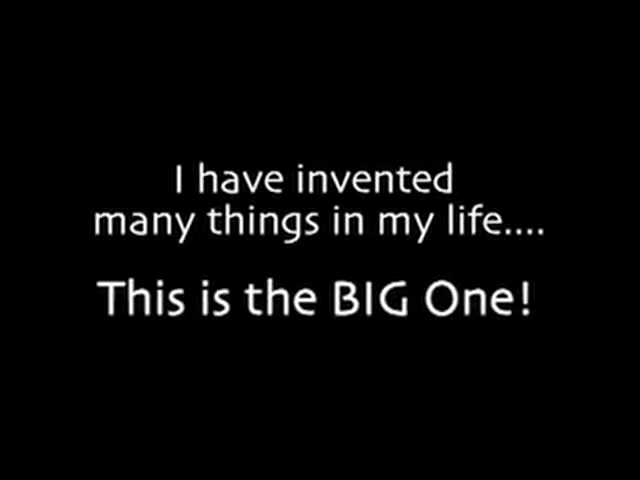 I have invented
many things in my life....
This is the BIG One!